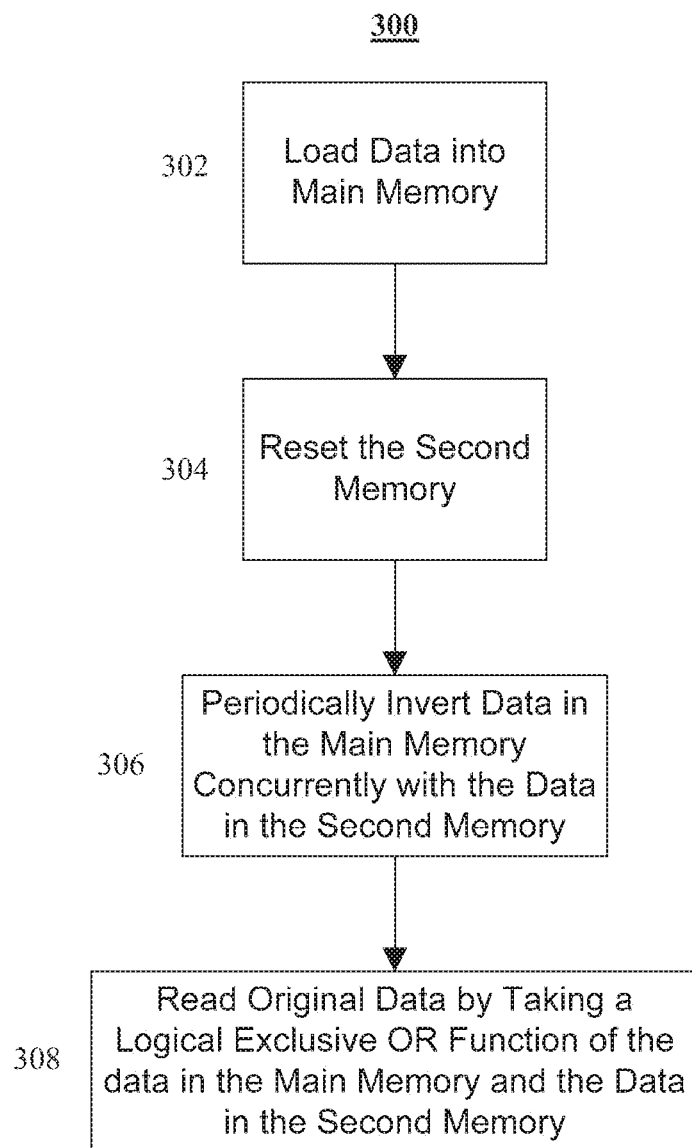 300
302
Load Data into
Main Memory
304
Reset the Second
Memory
306
Periodically Invert Data in
the Main Memory
Concurrently with the Data
in the Second Memory
308
Read Original Data by Taking a
Logical Exclusive OR Function of the
data in the Main Memory and the Data
in the Second Memory